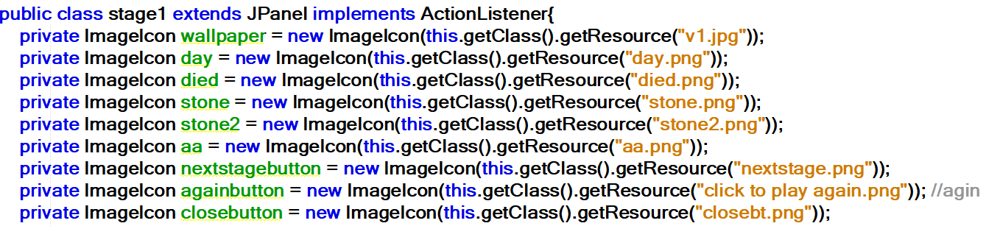 public class stage1 extends JPanel implements ActionListener{
private ImageIcon wallpaper = new ImageIcon(this.getClass().getResource("v1.jpg"));
private ImageIcon day = new ImageIcon(this.getClass().getResource("day.png"));
private ImageIcon died = new ImageIcon(this.getClass().getResource("died.png"));
private ImageIcon stone = new ImageIcon(this.getClass().getResource("stone.png"));
private ImageIcon stone2 = new ImageIcon(this.getClass().getResource("stone2.png"));
private ImageIcon aa = new ImageIcon(this.getClass().getResource("aa.png"));
private ImageIcon nextstagebutton = new ImageIcon(this.getClass().getResource("nextstage.png"));
private ImageIcon againbutton = new ImageIcon(this.getClass().getResource("click to play again.png")); //agin
private ImageIcon closebutton = new ImageIcon(this.getClass().getResource("closebt.png"));